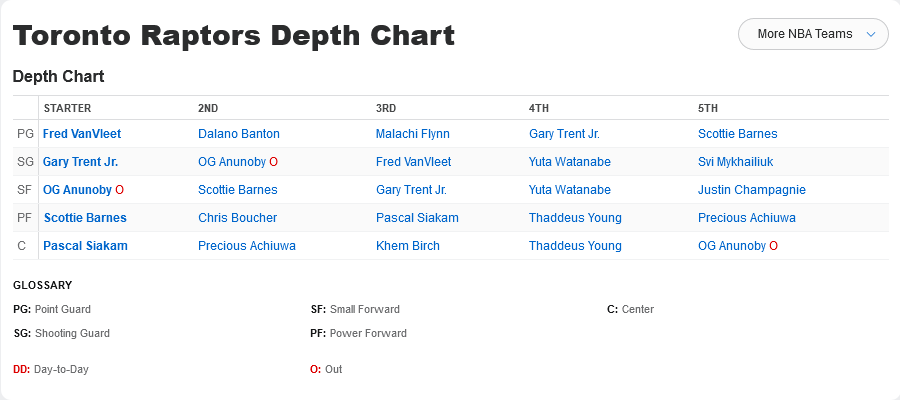 Toronto Raptors Depth Chart
More NBA Teams
Depth Chart
STARTER 2ND 3RD 4TH 5TH
PG Fred VanVleet Dalano Banton Malachi Flynn Gary Trent Jr. Scottie Barnes
SG Gary Trent Jr. OG Anunoby O Fred VanVleet Yuta Watanabe Svi Mykhailiuk
SF OG Anunoby O Scottie Barnes Gary Trent Jr. Yuta Watanabe Justin Champagnie
PF Scottie Barnes Chris Boucher Pascal Siakam Thaddeus Young Precious Achiuwa
C Pascal Siakam Precious Achiuwa Khem Birch Thaddeus Young OG Anunoby O
GLOSSARY
PG: Point Guard SF: Small Forward C: Center
SG: Shooting Guard PF: Power Forward
DD: Day-to-Day O: Out